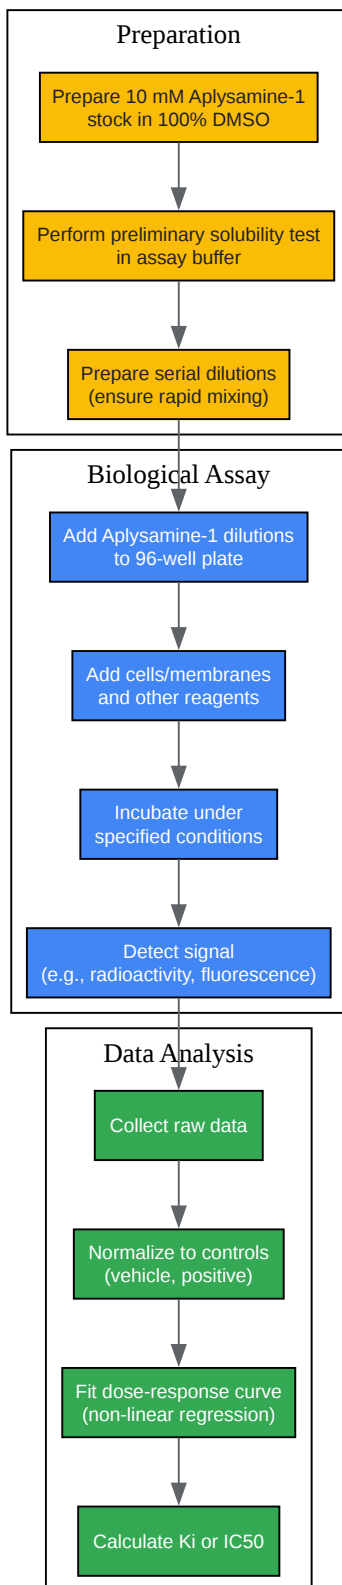 Preparation
Prepare 10 mM Aplysamine-1
stock in 100% DMSO
Perform preliminary solubility test
in assay buffer
Prepare serial dilutions
(ensure rapid mixing)
Biological Assay
Add Aplysamine-1 dilutions
to 96-well plate
Add cells/membranes
and other reagents
Incubate under
specified conditions
Detect signal
(e.g., radioactivity, fluorescence)
Data Analysis
Collect raw data
Normalize to controls
(vehicle, positive)
Fit dose-response curve
(non-linear regression)
Calculate Ki or IC50